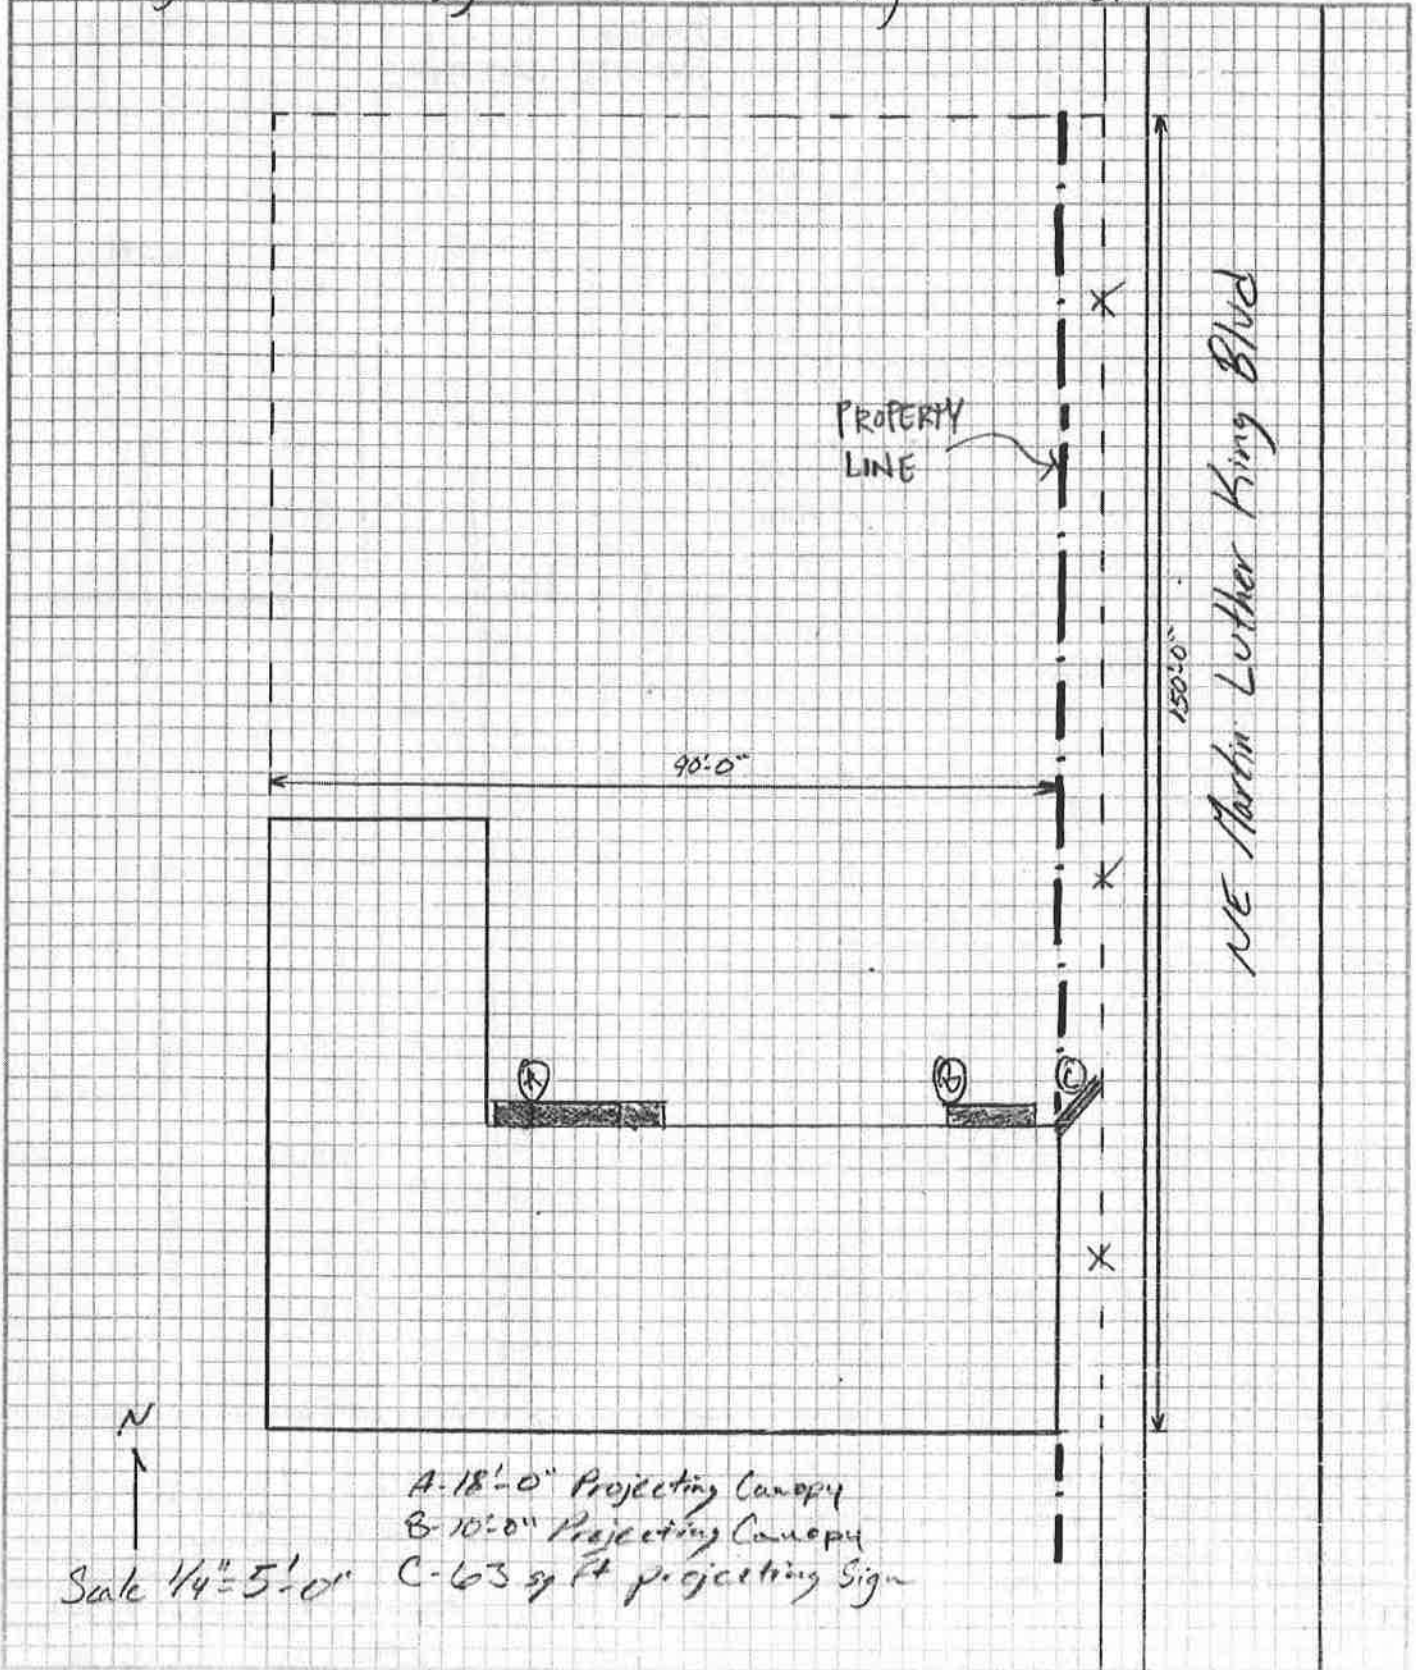 PROPERTY
LINE
NE Martin Luther King Blvd
150'-0"
90'-0"
A
B
C
N
A-18'-0" Projecting Canopy
B-10'-0" Projecting Canopy
C-63 sq ft projecting Sign
Scale 1/4"=5'-0"